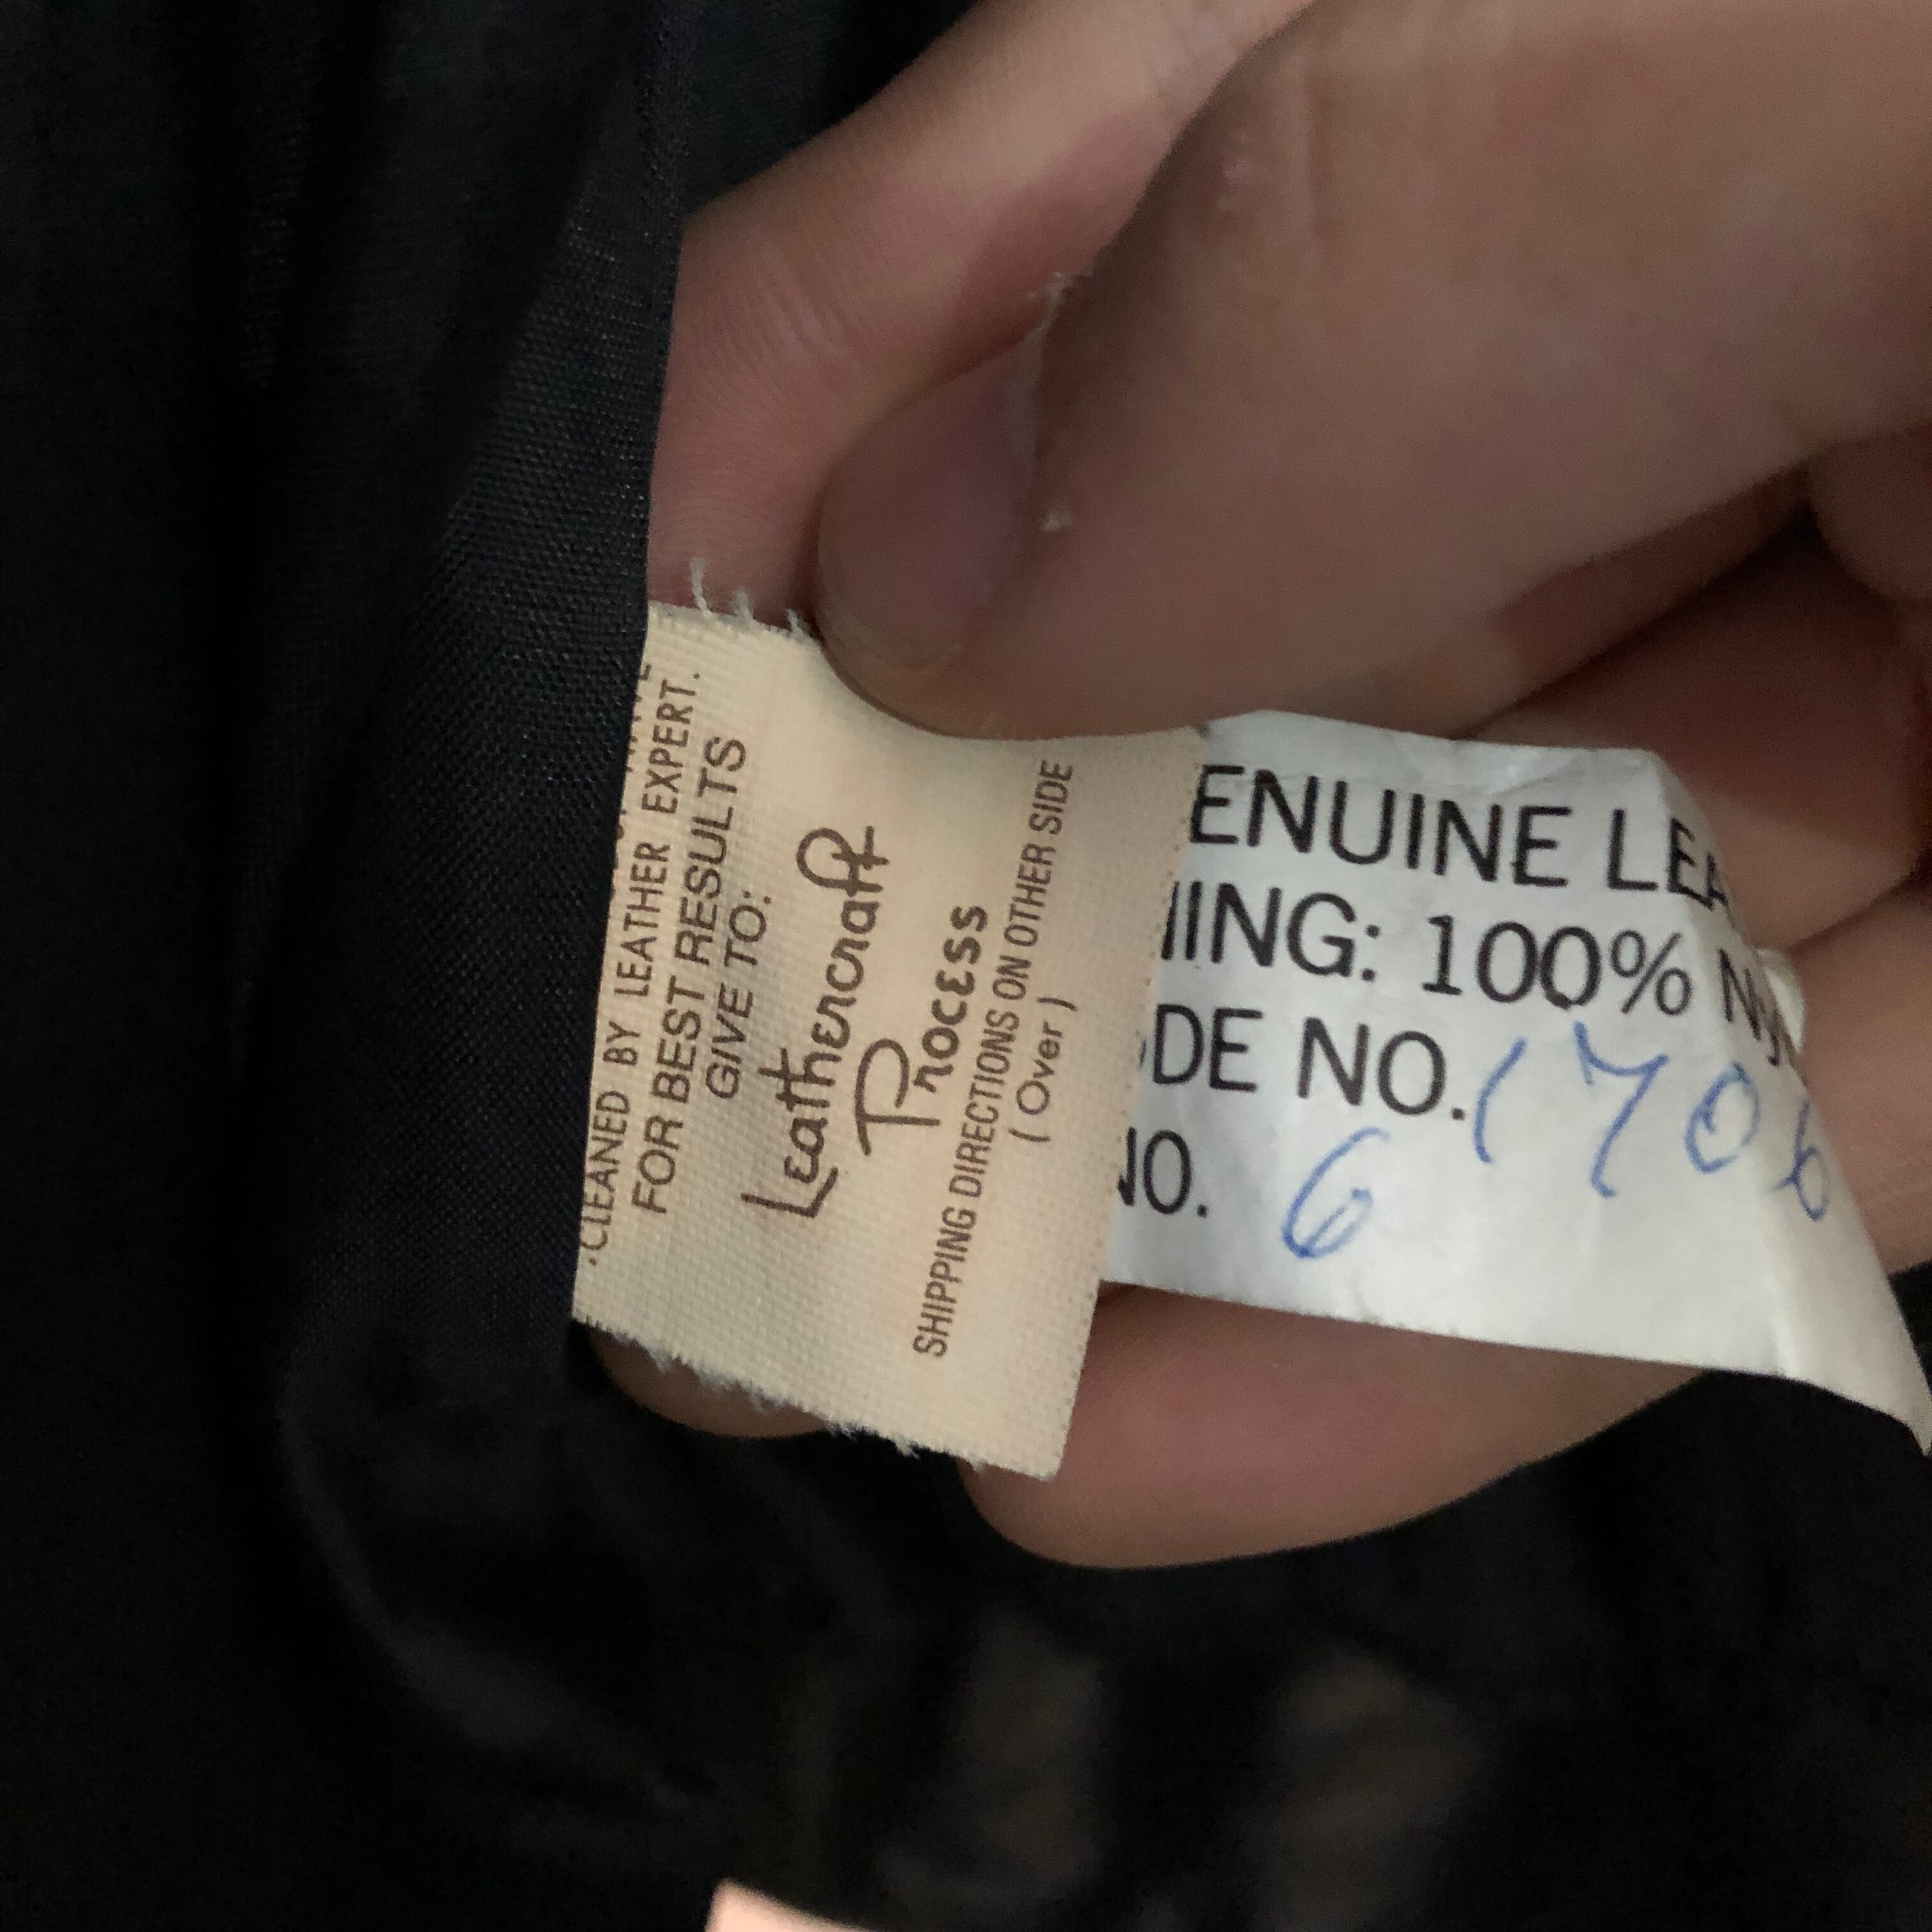 .CLEANED BY LEATHER EXPERT.
FOR BEST RESULTS
GIVE TO:
Leathercraft
Process
SHIPPING DIRECTIONS ON OTHER SIDE
(Over)
ENUINE LEA
IING: 100% Nyl
DE NO. 1706
NO. 6